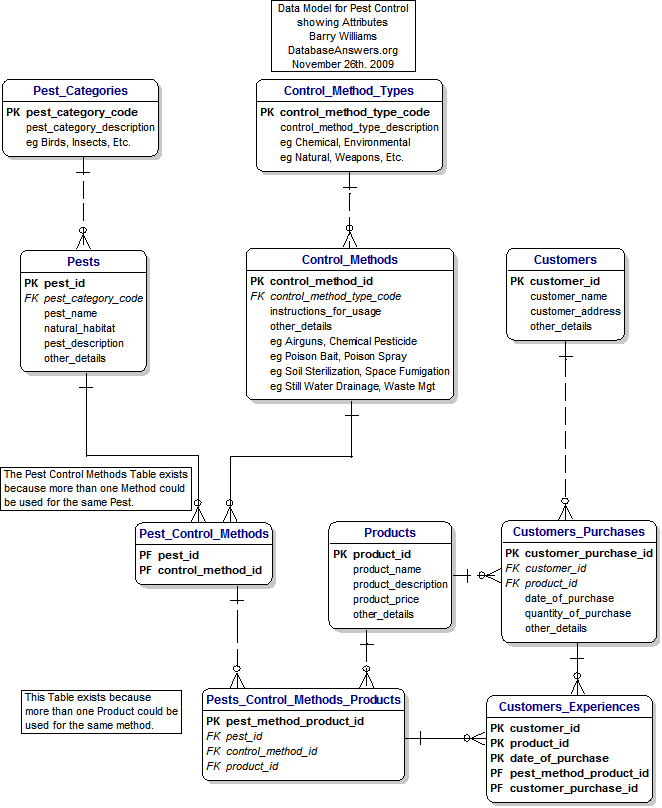 Data Model for Pest Control
showing Attributes
Barry Williams
DatabaseAnswers.org
November 26th. 2009
Pest_Categories
PK pest_category_code
pest_category_description
eg Birds, Insects, Etc.
Control_Method_Types
PK control_method_type_code
control_method_type_description
eg Chemical, Environmental
eg Natural, Weapons, Etc.
Pests
PK pest_id
FK pest_category_code
pest_name
natural_habitat
pest_description
other_details
Control_Methods
PK control_method_id
FK control_method_type_code
instructions_for_usage
other_details
eg Airguns, Chemical Pesticide
eg Poison Bait, Poison Spray
eg Soil Sterilization, Space Fumigation
eg Still Water Drainage, Waste Mgt
Customers
PK customer_id
customer_name
customer_address
other_details
The Pest Control Methods Table exists
because more than one Method could
be used for the same Pest.
Pest_Control_Methods
PF pest_id
PF control_method_id
Products
PK product_id
product_name
product_description
product_price
other_details
Customers_Purchases
PK customer_purchase_id
FK customer_id
FK product_id
date_of_purchase
quantity_of_purchase
other_details
This Table exists because
more than one Product could be
used for the same method.
Pests_Control_Methods_Products
PK pest_method_product_id
FK pest_id
FK control_method_id
FK product_id
Customers_Experiences
PK customer_id
PK product_id
PK date_of_purchase
PF pest_method_product_id
PF customer_purchase_id